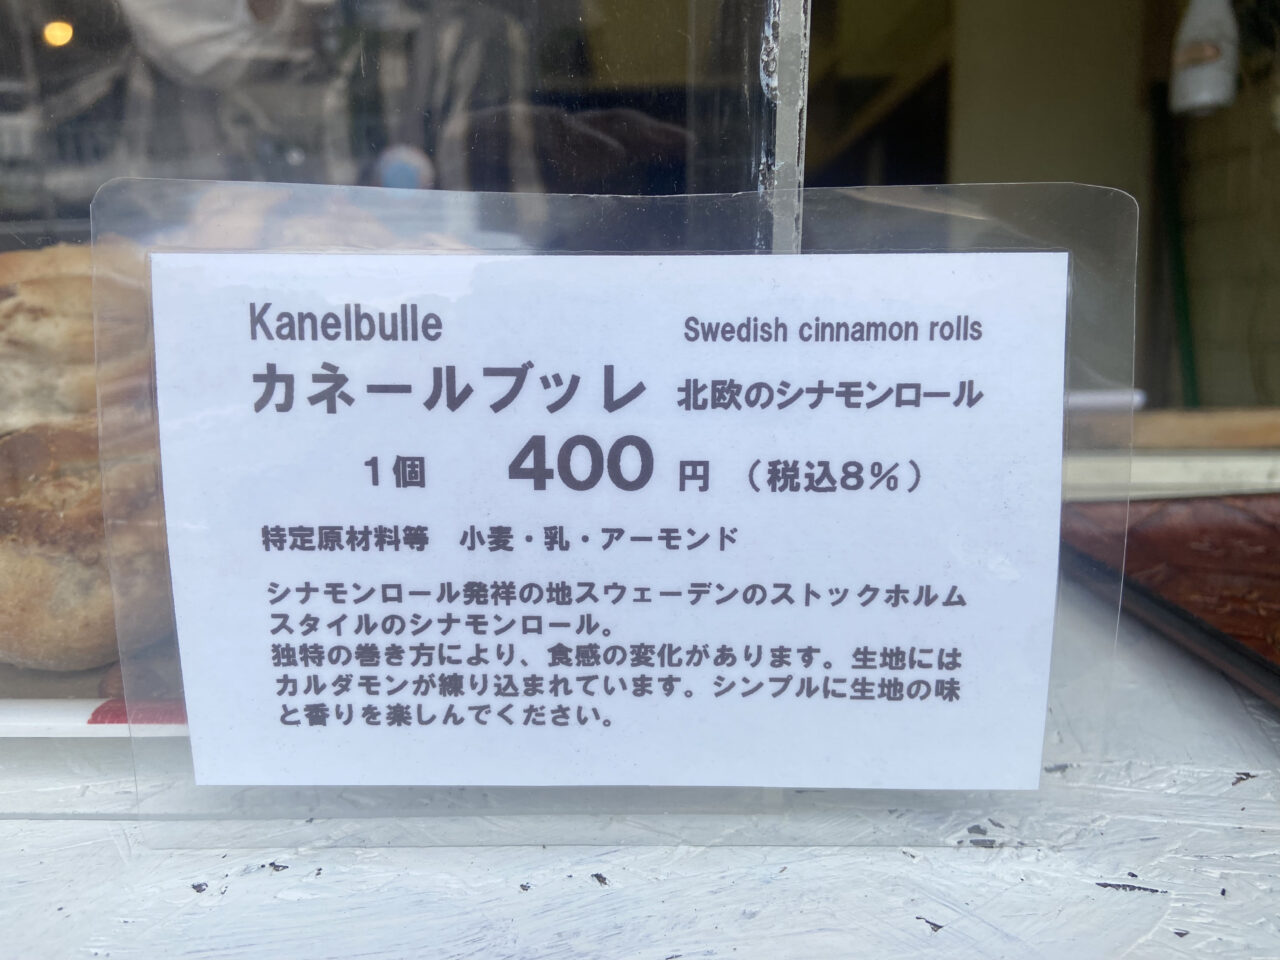 Kanelbulle Swedish cinnamon rolls
カネールブッレ 北欧のシナモンロール
1個 400 円 （税込8％）
特定原材料等 小麦・乳・アーモンド
シナモンロール発祥の地スウェーデンのストックホルム
スタイルのシナモンロール。
独特の巻き方により、食感の変化があります。生地には
カルダモンが練り込まれています。シンプルに生地の味
と香りを楽しんでください。